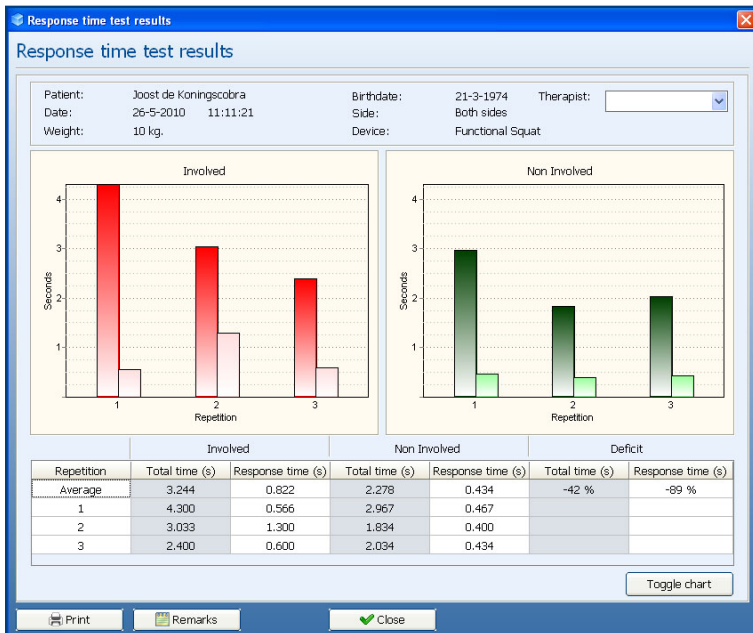 Response time test results
Response time test results
Patient: Joost de Koningscobra Birthdate: 21-3-1974 Therapist:
Date: 26-5-2010 11:11:21 Side: Both sides
Weight: 10 kg. Device: Functional Squat
Involved
4
3
2
1
Seconds
1 2 3
Repetition
Non Involved
4
3
2
1
Seconds
1 2 3
Repetition
Involved Non Involved Deficit
Repetition Total time (s) Response time (s) Total time (s) Response time (s) Total time (s) Response time (s)
Average 3.244 0.822 2.278 0.434 -42 % -89 %
1 4.300 0.566 2.967 0.467
2 3.033 1.300 1.834 0.400
3 2.400 0.600 2.034 0.434
Toggle chart
Print Remarks Close